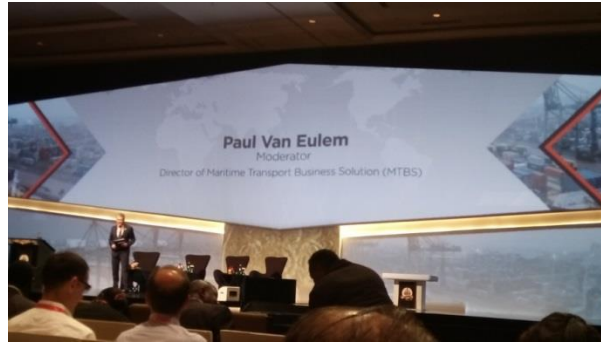 Paul Van Eulem
Moderator
Director of Maritime Transport Business Solution (MTBS)